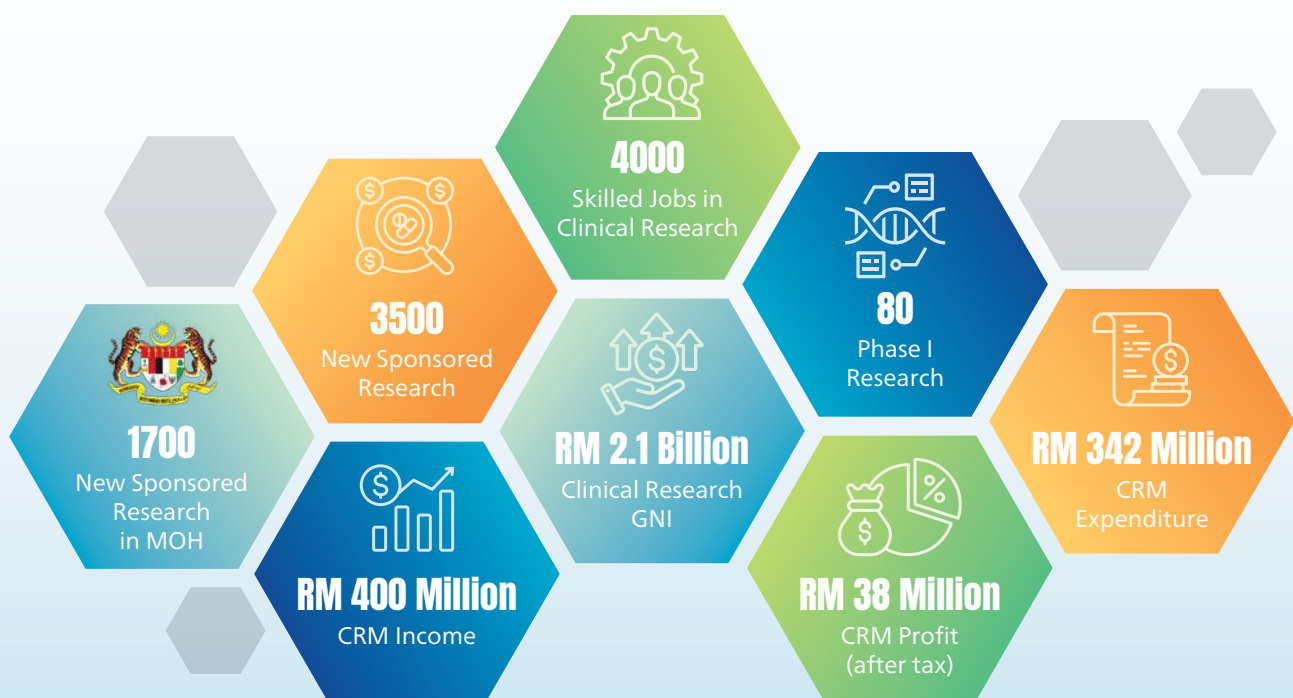 4000
Skilled Jobs in
Clinical Research
3500
New Sponsored
Research
80
Phase I
Research
1700
New Sponsored
Research
in MOH
RM 2.1 Billion
Clinical Research
GNI
RM 342 Million
CRM
Expenditure
RM 400 Million
CRM Income
RM 38 Million
CRM Profit
(after tax)